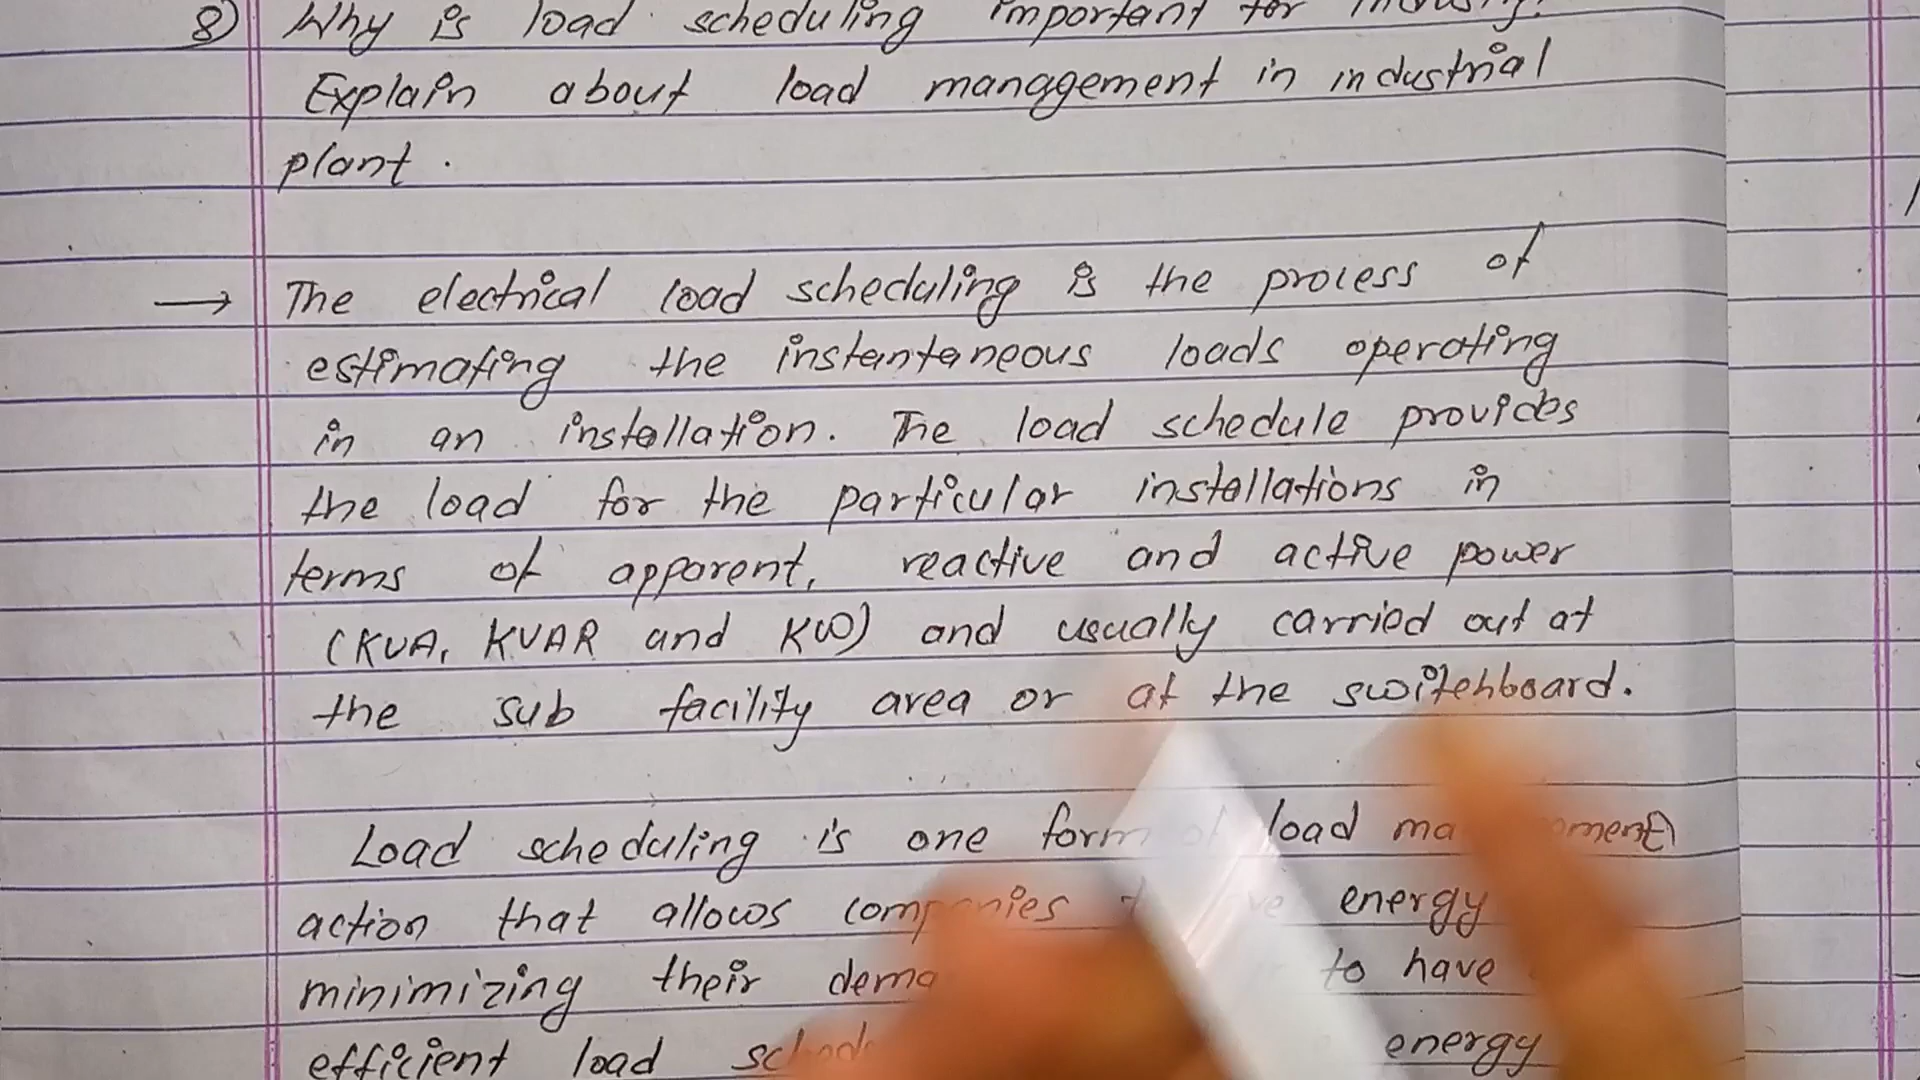 8) Why is load scheduling important for industry?
Explain about load management in industrial
plant.
→ The electrical load scheduling is the process of
estimating the instantaneous loads operating
in an installation. The load schedule provides
the load for the particular installations in
terms of apparent, reactive and active power
(KVA, KVAR and KW) and usually carried out at
the sub facility area or at the switchboard.
Load scheduling is one form of load
action that allows companies energy
minimizing their to have
efficient load energy